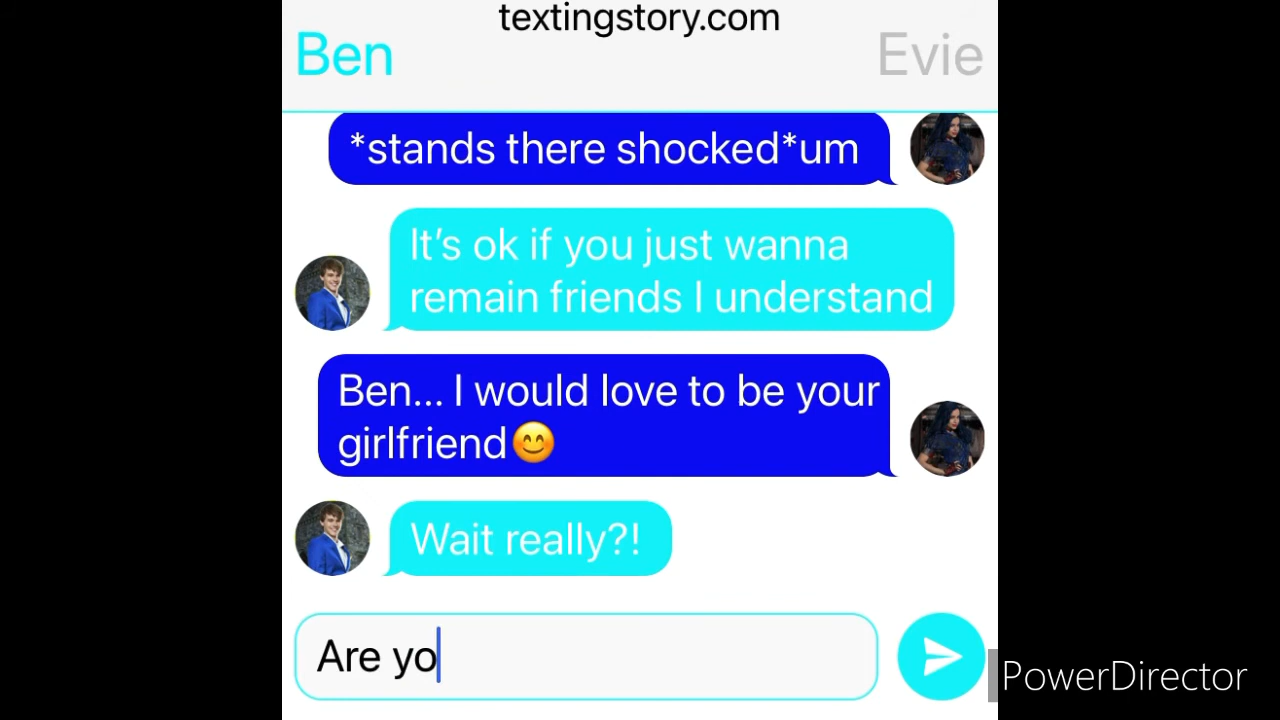 textingstory.com
Ben
Evie
*stands there shocked*um
It’s ok if you just wanna
remain friends I understand
Ben... I would love to be your
girlfriend😊
Wait really?!
Are yo
PowerDirector